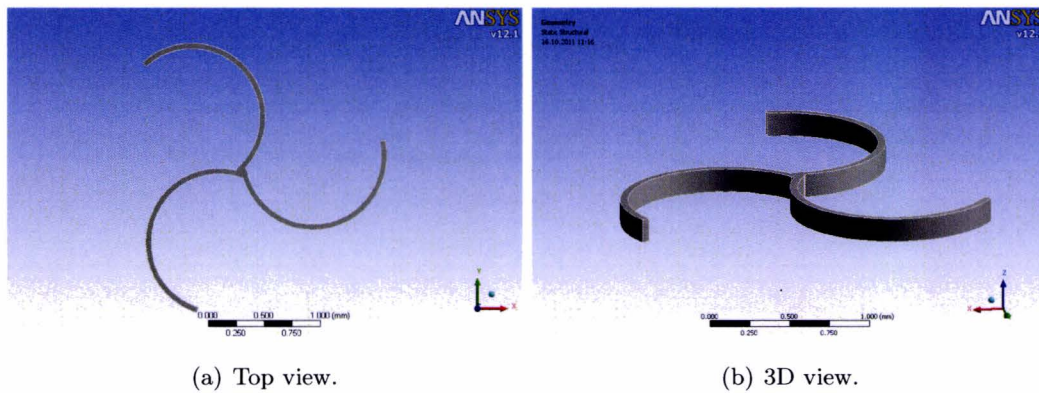 ANSYS
v12.1
Y
X
0.000 0.500 1.000 (mm)
0.250 0.750
(a) Top view.
Geometry
Static Structural
ANSYS
v12.
Z
X
0.000 0.500 1.000 (mm)
0.250 0.750
(b) 3D view.